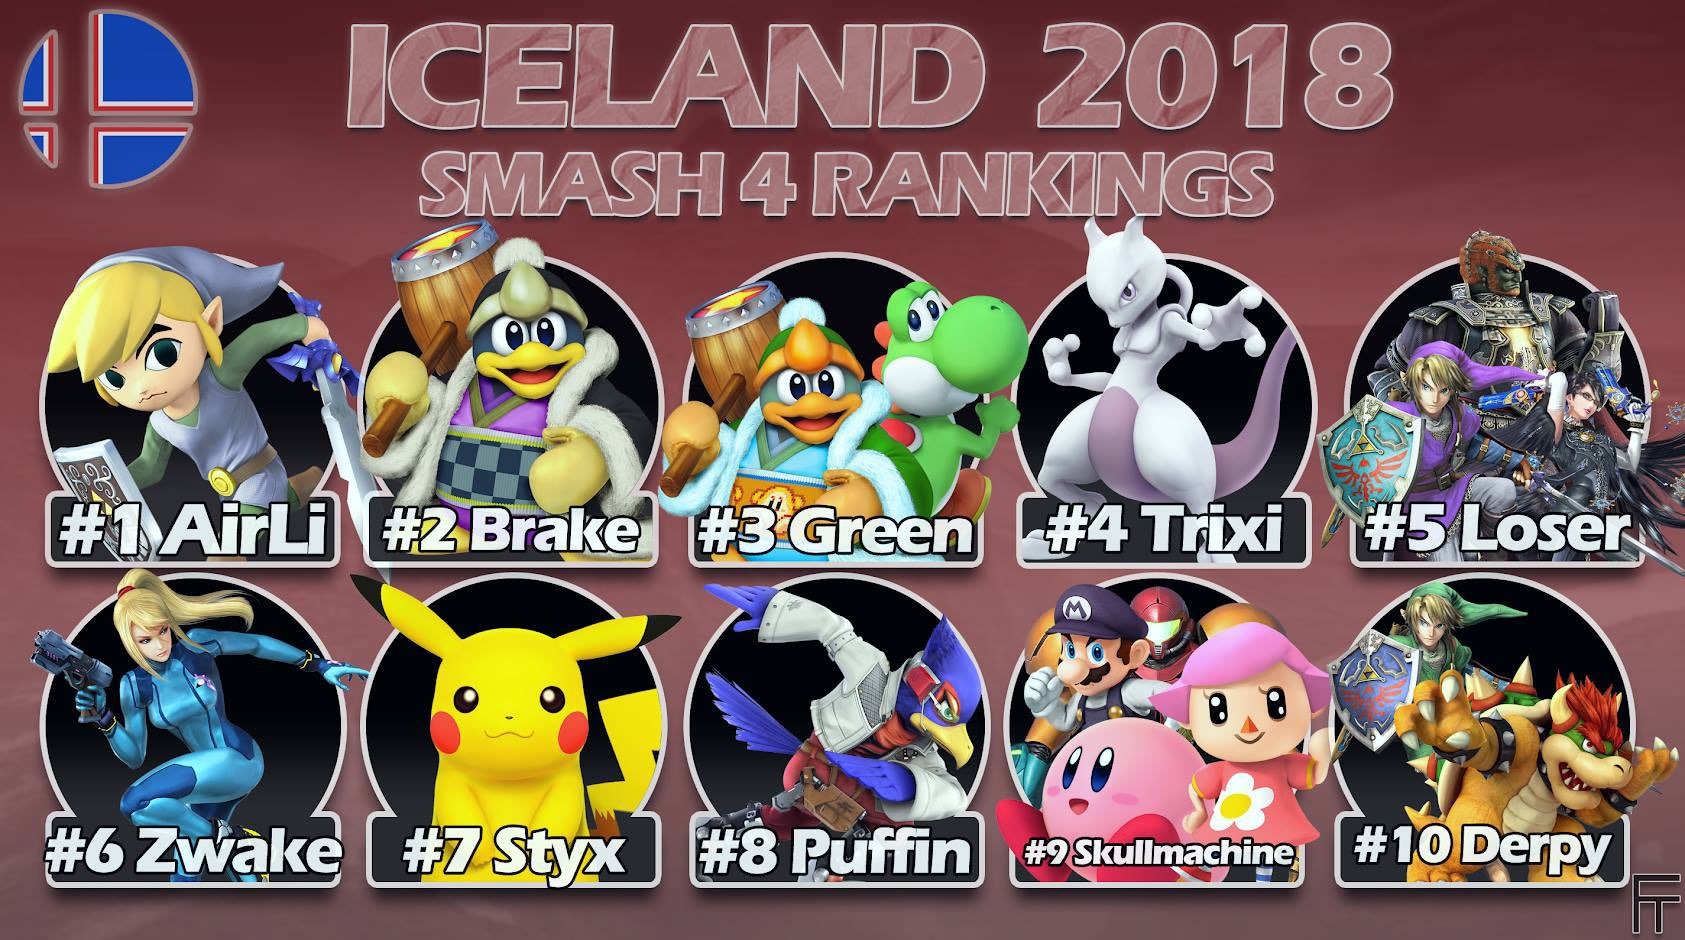 ICELAND 2018
SMASH 4 RANKINGS
#1 AirLi
#2 Brake
#3 Green
#4 Trixi
#5 Loser
#6 Zwake
#7 Styx
#8 Puffin
#9 Skullmachine
#10 Derpy
M
FT